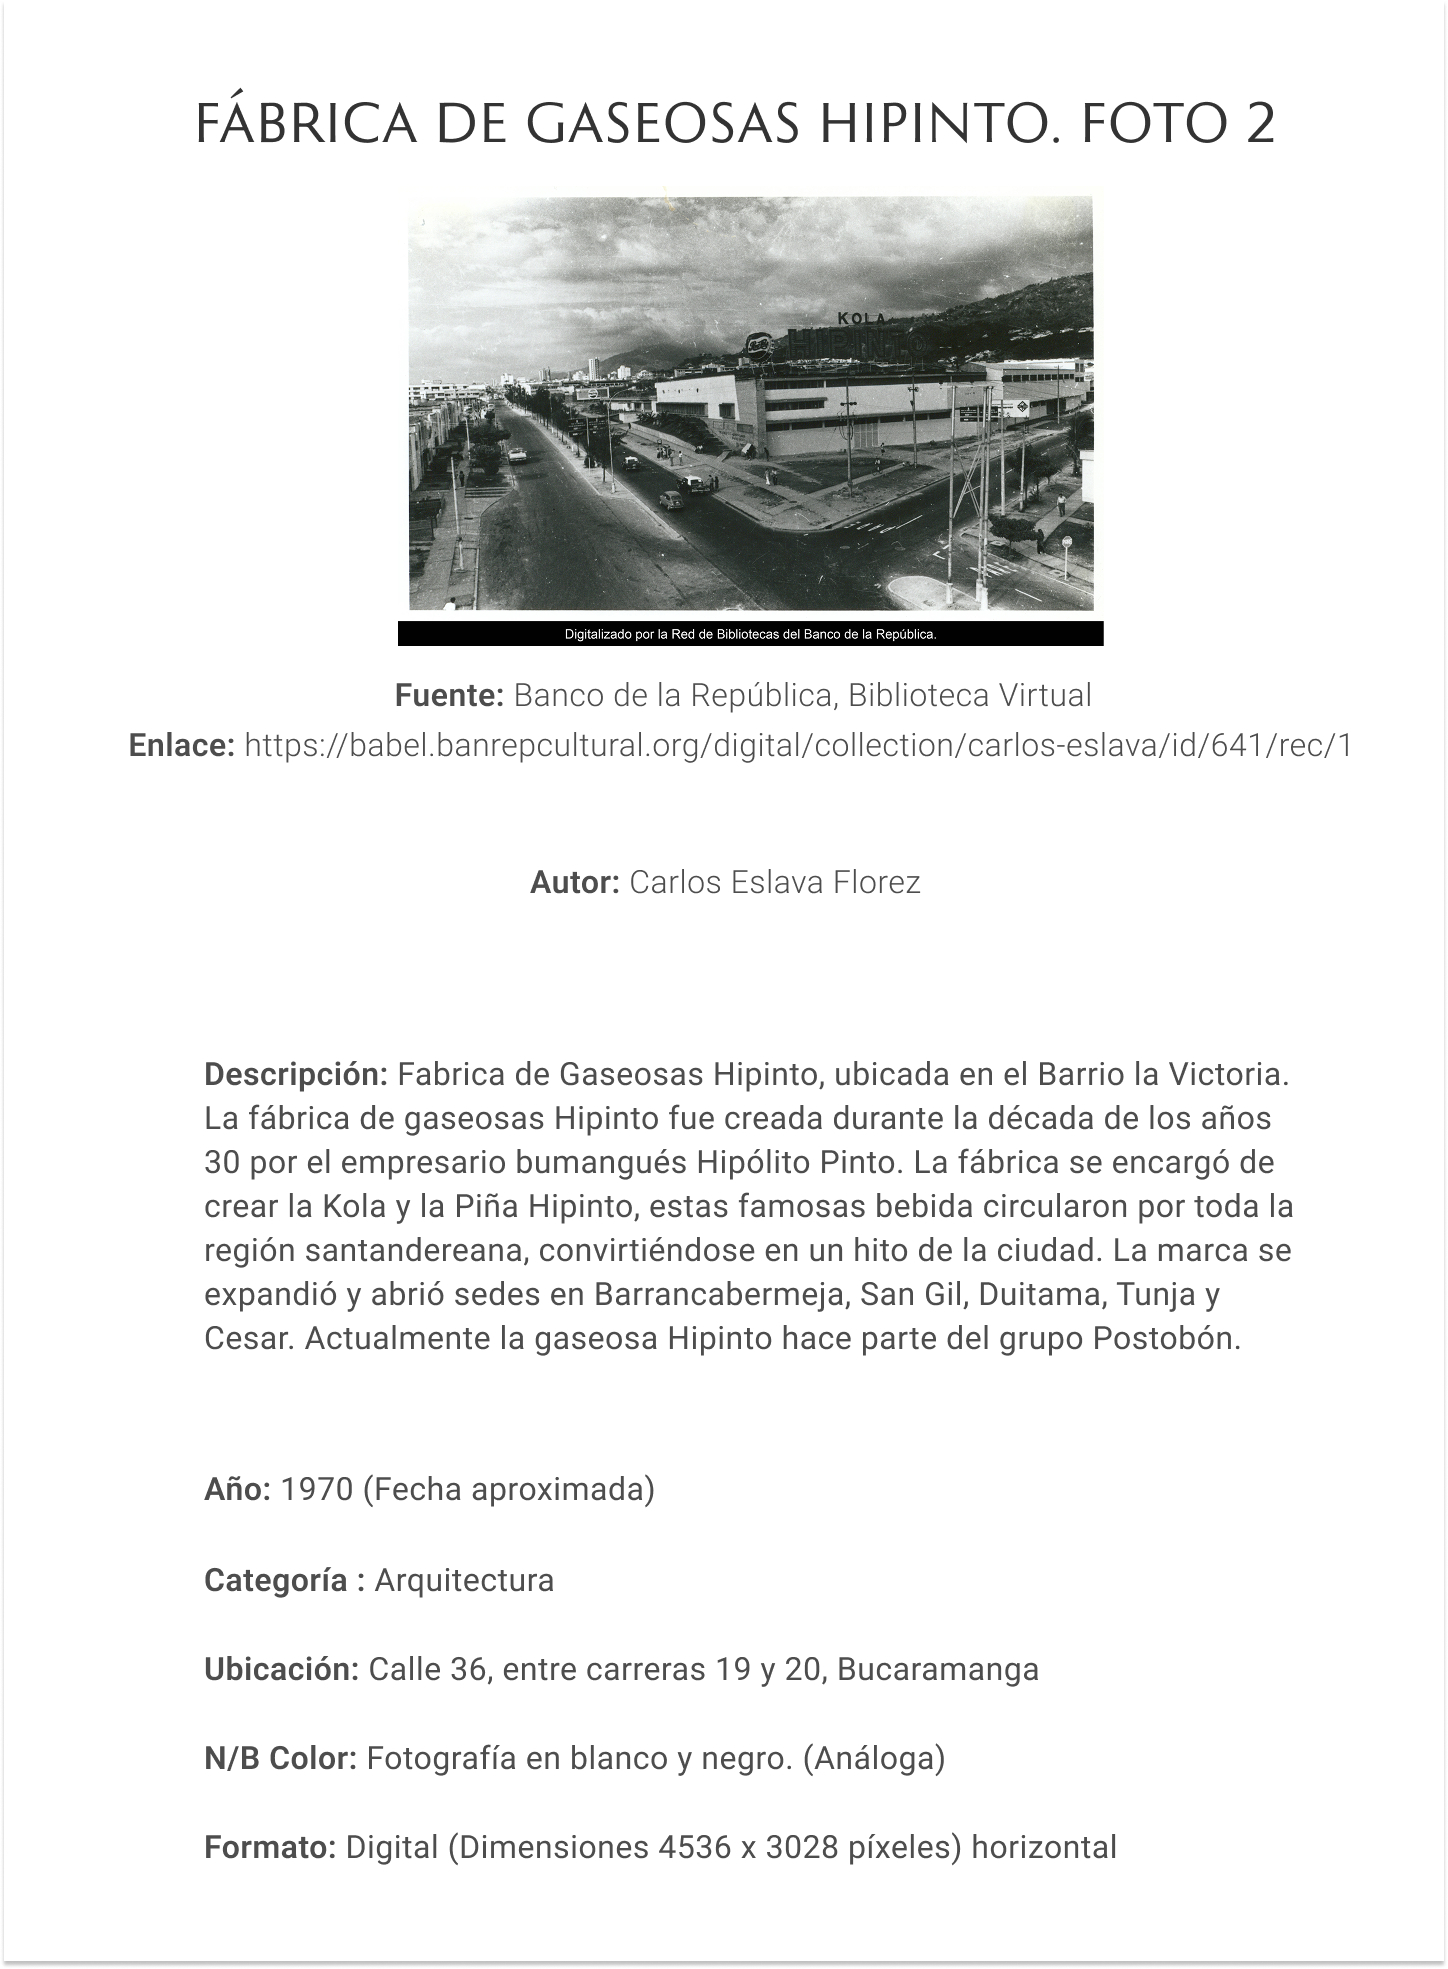 FÁBRICA DE GASEOSAS HIPINTO. FOTO 2
KOLA
HIPINTO
Digitalizado por la Red de Bibliotecas del Banco de la República.
Fuente: Banco de la República, Biblioteca Virtual
Enlace: https://babel.banrepcultural.org/digital/collection/carlos-eslava/id/641/rec/1
Autor: Carlos Eslava Florez
Descripción: Fabrica de Gaseosas Hipinto, ubicada en el Barrio la Victoria.
La fábrica de gaseosas Hipinto fue creada durante la década de los años
30 por el empresario bumangués Hipólito Pinto. La fábrica se encargó de
crear la Kola y la Piña Hipinto, estas famosas bebida circularon por toda la
región santandereana, convirtiéndose en un hito de la ciudad. La marca se
expandió y abrió sedes en Barrancabermeja, San Gil, Duitama, Tunja y
Cesar. Actualmente la gaseosa Hipinto hace parte del grupo Postobón.
Año: 1970 (Fecha aproximada)
Categoría : Arquitectura
Ubicación: Calle 36, entre carreras 19 y 20, Bucaramanga
N/B Color: Fotografía en blanco y negro. (Análoga)
Formato: Digital (Dimensiones 4536 x 3028 píxeles) horizontal